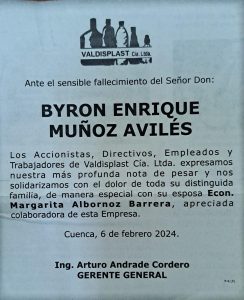 VALDISPLAST Cía. Ltda.
Ante el sensible fallecimiento del Señor Don:
BYRON ENRIQUE
MUÑOZ AVILÉS
Los Accionistas, Directivos, Empleados y
Trabajadores de Valdisplast Cía. Ltda. expresamos
nuestra más profunda nota de pesar y nos
solidarizamos con el dolor de toda su distinguida
familia, de manera especial con su esposa Econ.
Margarita Albornoz Barrera, apreciada
colaboradora de esta Empresa.
Cuenca, 6 de febrero 2024.
Ing. Arturo Andrade Cordero
GERENTE GENERAL